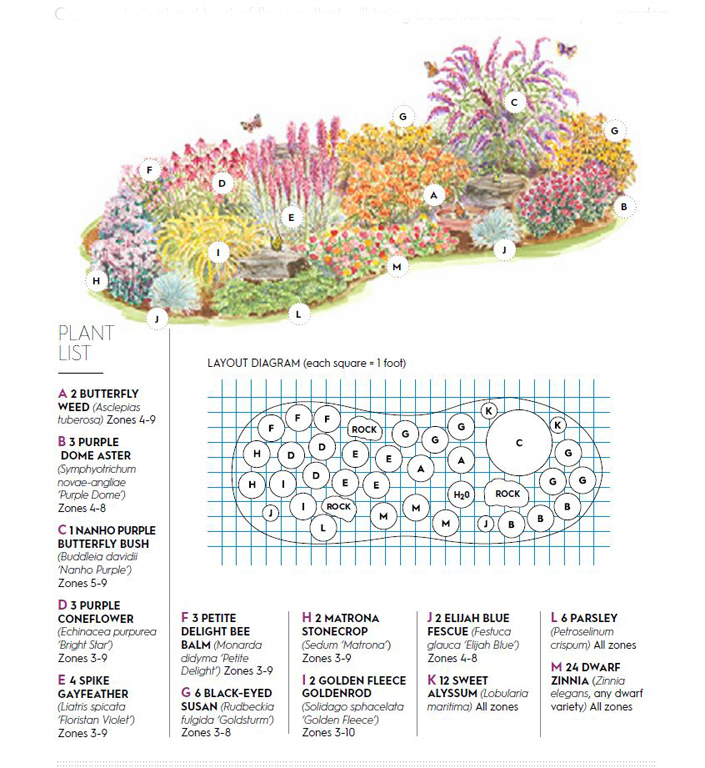 C
G
G
F
D
A
B
E
I
J
M
H
L
J
PLANT
LIST
A 2 BUTTERFLY
WEED (Asclepias
tuberosa) Zones 4-9
B 3 PURPLE
DOME ASTER
(Symphyotrichum
novae-angliae
'Purple Dome')
Zones 4-8
C 1 NANHO PURPLE
BUTTERFLY BUSH
(Buddleia davidii
'Nanho Purple')
Zones 5-9
D 3 PURPLE
CONEFLOWER
(Echinacea purpurea
'Bright Star')
Zones 3-9
E 4 SPIKE
GAYFEATHER
(Liatris spicata
'Floristan Violet')
Zones 3-9
LAYOUT DIAGRAM (each square = 1 foot)
K
F F K
F ROCK G G
G C
H D D E E A A G
H I D E E G G
H2O ROCK
J I ROCK M M B
L M J B B
F 3 PETITE
DELIGHT BEE
BALM (Monarda
didyma 'Petite
Delight') Zones 3-9
G 6 BLACK-EYED
SUSAN (Rudbeckia
fulgida 'Goldsturm')
Zones 3-8
H 2 MATRONA
STONECROP
(Sedum 'Matrona')
Zones 3-9
I 2 GOLDEN FLEECE
GOLDENROD
(Solidago sphacelata
'Golden Fleece')
Zones 3-10
J 2 ELIJAH BLUE
FESCUE (Festuca
glauca 'Elijah Blue')
Zones 4-8
K 12 SWEET
ALYSSUM (Lobularia
maritima) All zones
L 6 PARSLEY
(Petroselinum
crispum) All zones
M 24 DWARF
ZINNIA (Zinnia
elegans, any dwarf
variety) All zones